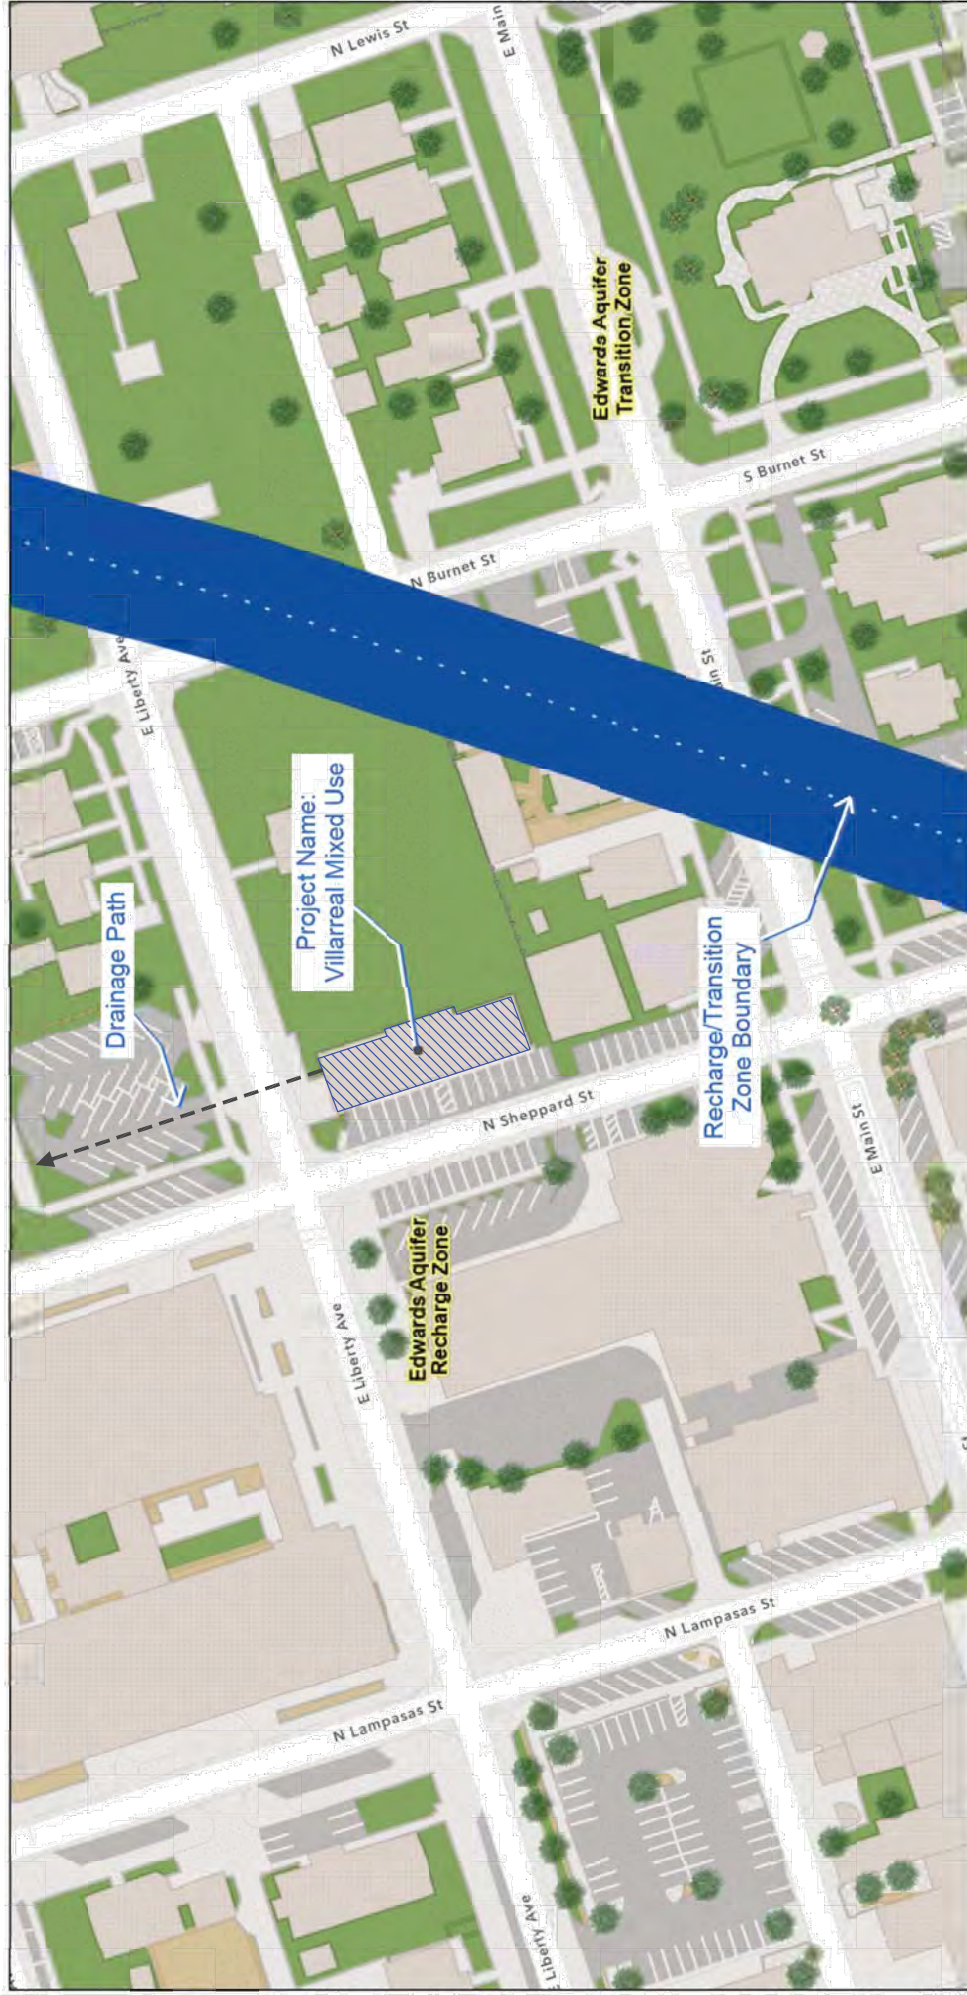 N Lewis St
E Main
Edwards Aquifer
Transition Zone
S Burnet St
N Burnet St
E Liberty Ave
Project Name:
Villarreal Mixed Use
Drainage Path
Recharge/Transition
Zone Boundary
N Sheppard St
E Main St
Edwards Aquifer
Recharge Zone
E Liberty Ave
N Lampasas St
N Lampasas St
E Liberty Ave